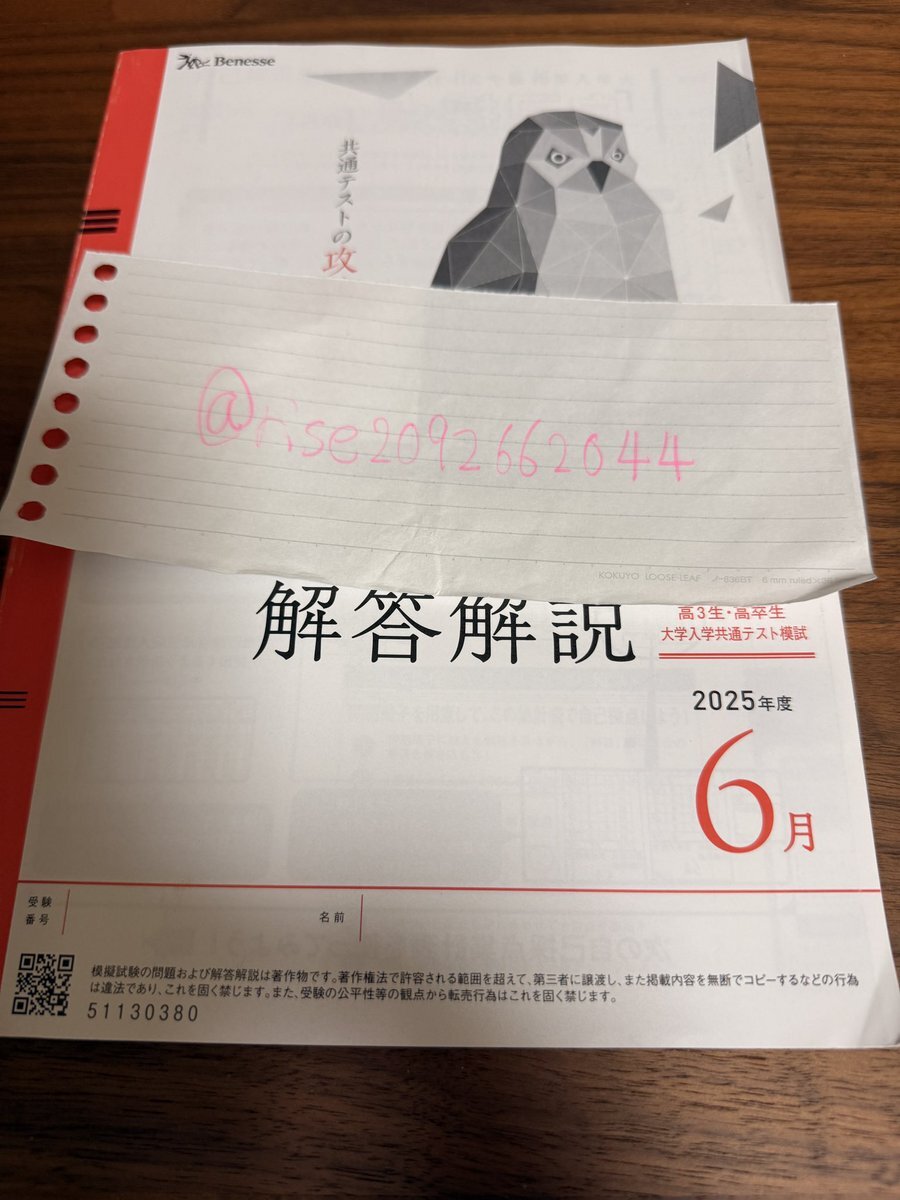 Benesse
共通テストの攻
@rise2092662044
KOKUYO LOOSE-LEAF ノ-836BT 6 mm ruled×36
解答解説
高3生・高卒生
大学入学共通テスト模試
2025年度
6月
受験番号
名前
模擬試験の問題および解答解説は著作物です。著作権法で許容される範囲を超えて、第三者に譲渡し、また掲載内容を無断でコピーするなどの行為
は違法であり、これを固く禁じます。また、受験の公平性等の観点から転売行為はこれを固く禁じます。
51130380